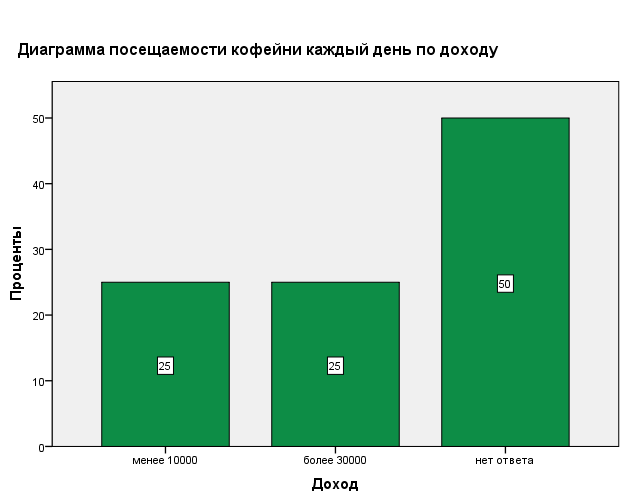 Диаграмма посещаемости кофейни каждый день по доходу
Проценты
50
40
30
20
10
0
25
25
50
менее 10000
более 30000
нет ответа
Доход